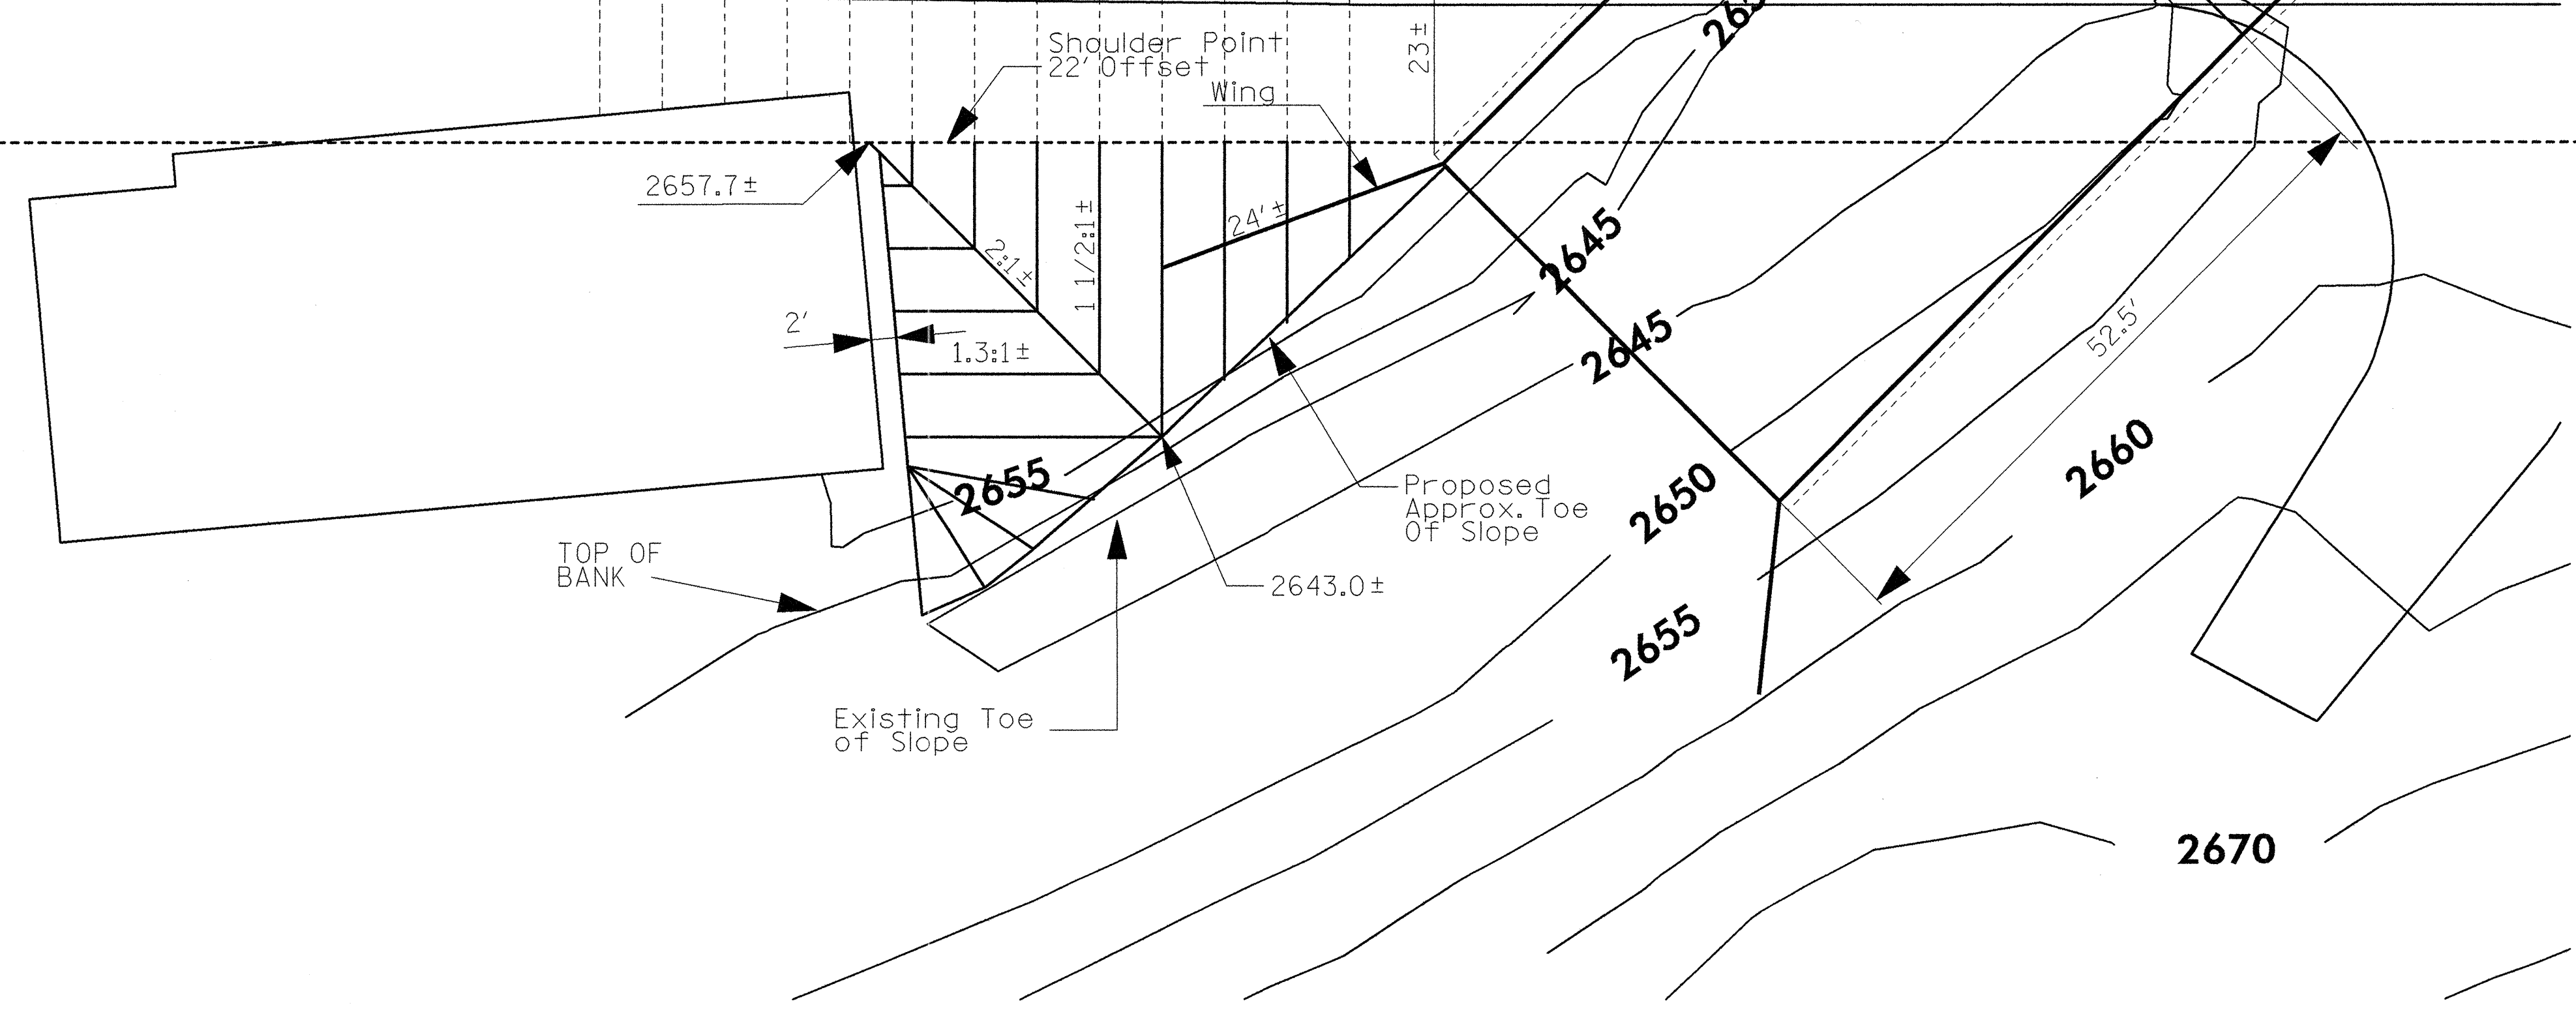 Shoulder Point
22' Offset
23±
Wing
2657.7±
24'±
1 1/2:1±
2:1±
2'
1.3:1±
2645
2645
52.5'
2655
2660
Proposed
Approx. Toe
Of Slope
2650
TOP OF
BANK
2643.0±
2655
Existing Toe
of Slope
2670